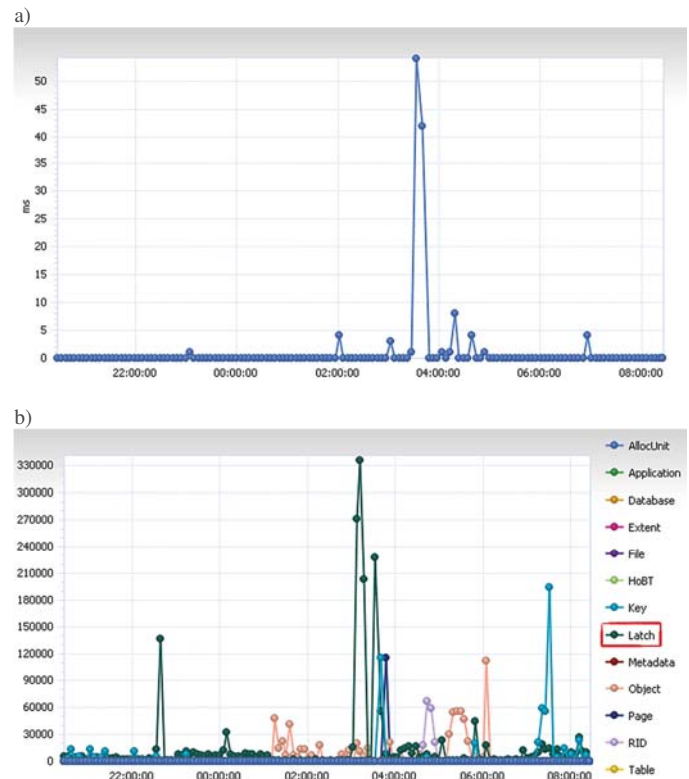 a)
50
45
40
35
30
25
20
15
10
5
0
ms
22:00:00 00:00:00 02:00:00 04:00:00 06:00:00 08:00:00
b)
330000
300000
270000
240000
210000
180000
150000
120000
90000
60000
30000
0
22:00:00 00:00:00 02:00:00 04:00:00 06:00:00 08:00:00
AllocUnit
Application
Database
Extent
File
HoBT
Key
Latch
Metadata
Object
Page
RID
Table